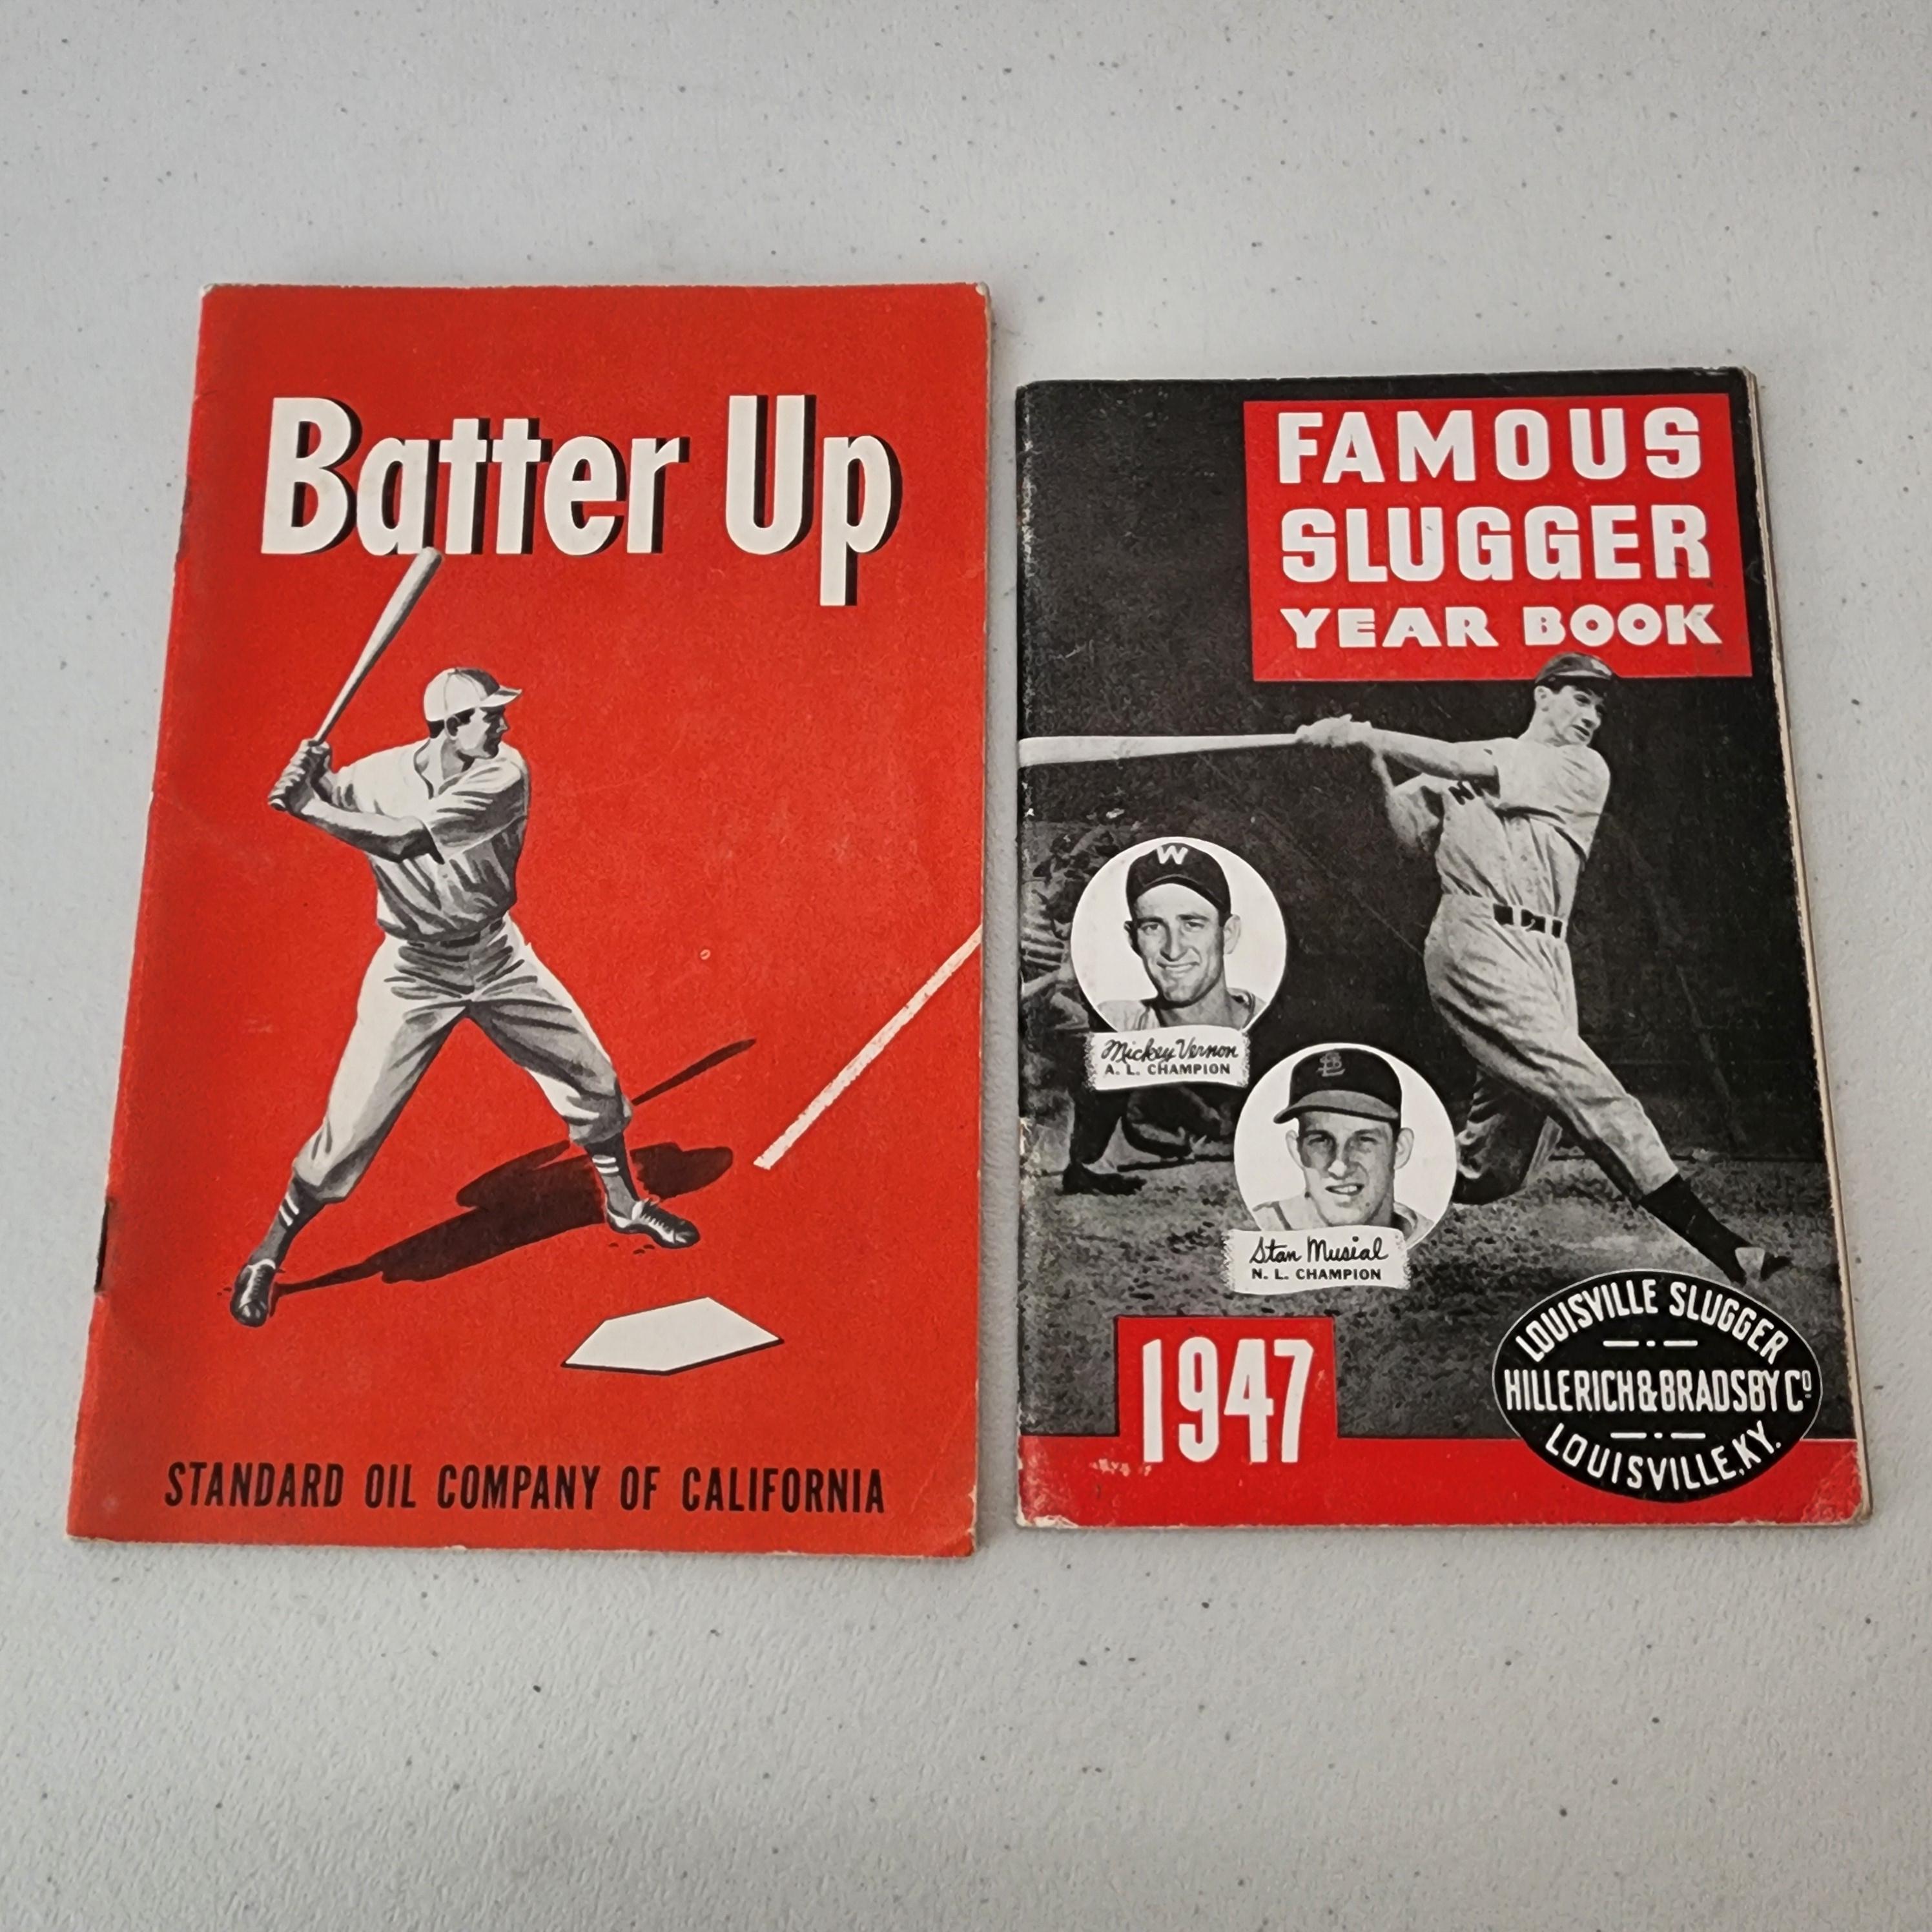 Batter Up
STANDARD OIL COMPANY OF CALIFORNIA
FAMOUS
SLUGGER
YEAR BOOK
W
Mickey Vernon
A. L. CHAMPION
Stan Musial
N. L. CHAMPION
1947
LOUISVILLE SLUGGER
HILLERICH & BRADSBY Cº
LOUISVILLE, KY.